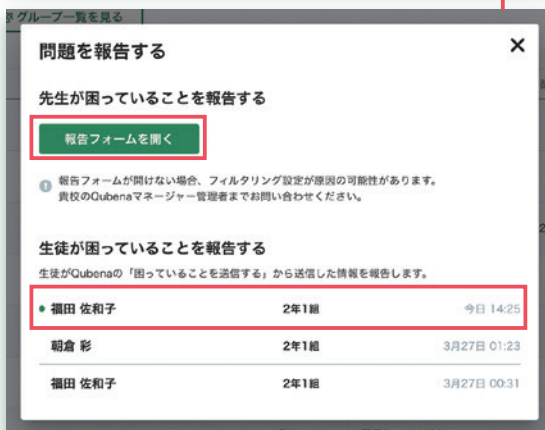 グループ一覧を見る
問題を報告する
先生が困っていることを報告する
報告フォームを開く
報告フォームが開けない場合、フィルタリング設定が原因の可能性があります。
貴校のQubenaマネージャー管理者までお問い合わせください。
生徒が困っていることを報告する
生徒がQubenaの「困っていることを送信する」から送信した情報を報告します。
福田 佐和子 2年1組 今日 14:25
朝倉 彩 2年1組 3月27日 01:23
福田 佐和子 2年1組 3月27日 00:31